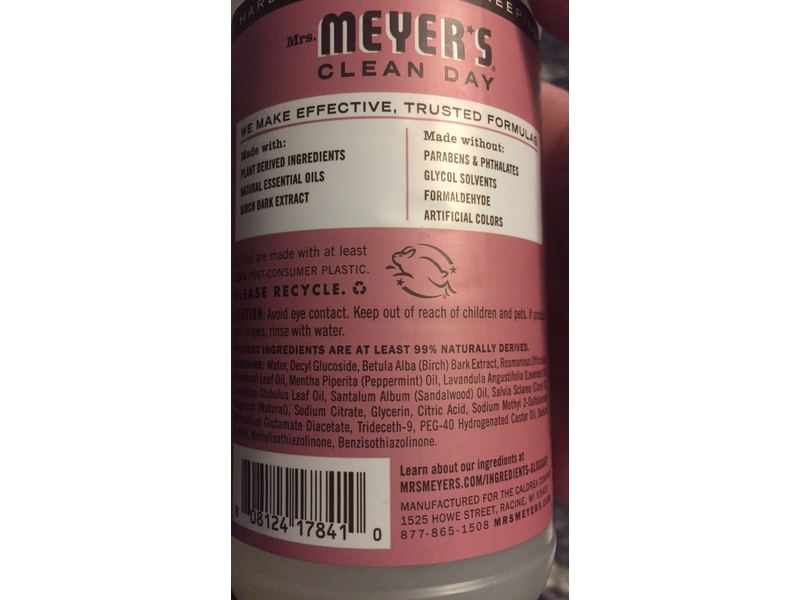 Mrs. MEYER'S
CLEAN DAY
WE MAKE EFFECTIVE, TRUSTED FORMULAS
Made with:
PLANT DERIVED INGREDIENTS
NATURAL ESSENTIAL OILS
BIRCH BARK EXTRACT
Made without:
PARABENS & PHTHALATES
GLYCOL SOLVENTS
FORMALDEHYDE
ARTIFICIAL COLORS
are made with at least
POST-CONSUMER PLASTIC.
PLEASE RECYCLE.
CAUTION: Avoid eye contact. Keep out of reach of children and pets. If product
eyes, rinse with water.
PRODUCT INGREDIENTS ARE AT LEAST 99% NATURALLY DERIVED.
CONTAINS: Water, Decyl Glucoside, Betula Alba (Birch) Bark Extract, Rosmarinus
Leaf Oil, Mentha Piperita (Peppermint) Oil, Lavandula Angustifolia
Globulus Leaf Oil, Santalum Album (Sandalwood) Oil, Salvia Sclarea
(Natural), Sodium Citrate, Glycerin, Citric Acid, Sodium Methyl
Glutamate Diacetate, Trideceth-9, PEG-40 Hydrogenated Castor Oil,
Methylisothiazolinone, Benzisothiazolinone.
8 08124 17841 0
Learn about our ingredients at
MRSMEYERS.COM/INGREDIENTS-GLOSSARY
MANUFACTURED FOR THE CALDREA COMPANY
1525 HOWE STREET, RACINE, WI
877-865-1508 MRSMEYERS.